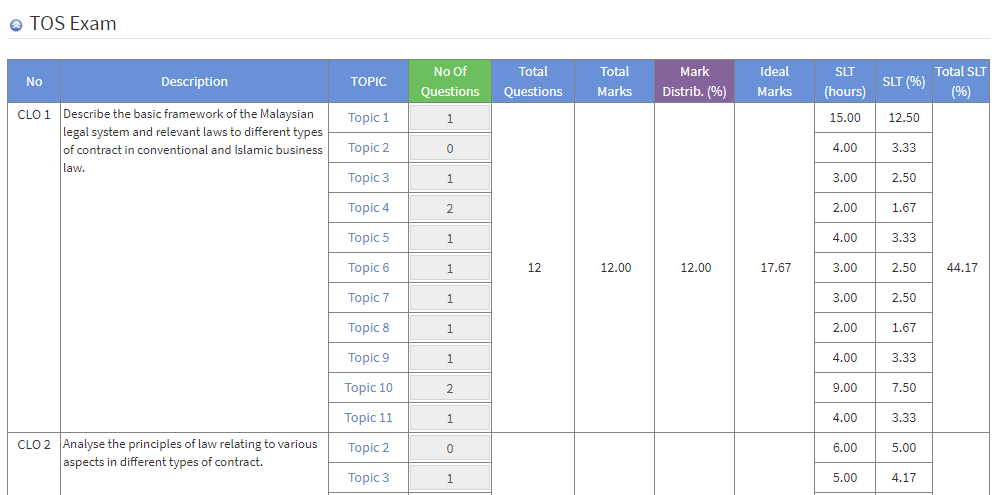 TOS Exam
No Description TOPIC No Of Questions Total Questions Total Marks Mark Distrib. (%) Ideal Marks SLT (hours) SLT (%) Total SLT (%)
CLO 1 Describe the basic framework of the Malaysian Topic 1 1 15.00 12.50
legal system and relevant laws to different types
of contract in conventional and Islamic business Topic 2 0 4.00 3.33
law.
Topic 3 1 3.00 2.50
Topic 4 2 2.00 1.67
Topic 5 1 4.00 3.33
Topic 6 1 12 12.00 12.00 17.67 3.00 2.50 44.17
Topic 7 1 3.00 2.50
Topic 8 1 2.00 1.67
Topic 9 1 4.00 3.33
Topic 10 2 9.00 7.50
Topic 11 1 4.00 3.33
CLO 2 Analyse the principles of law relating to various Topic 2 0 6.00 5.00
aspects in different types of contract.
Topic 3 1 5.00 4.17